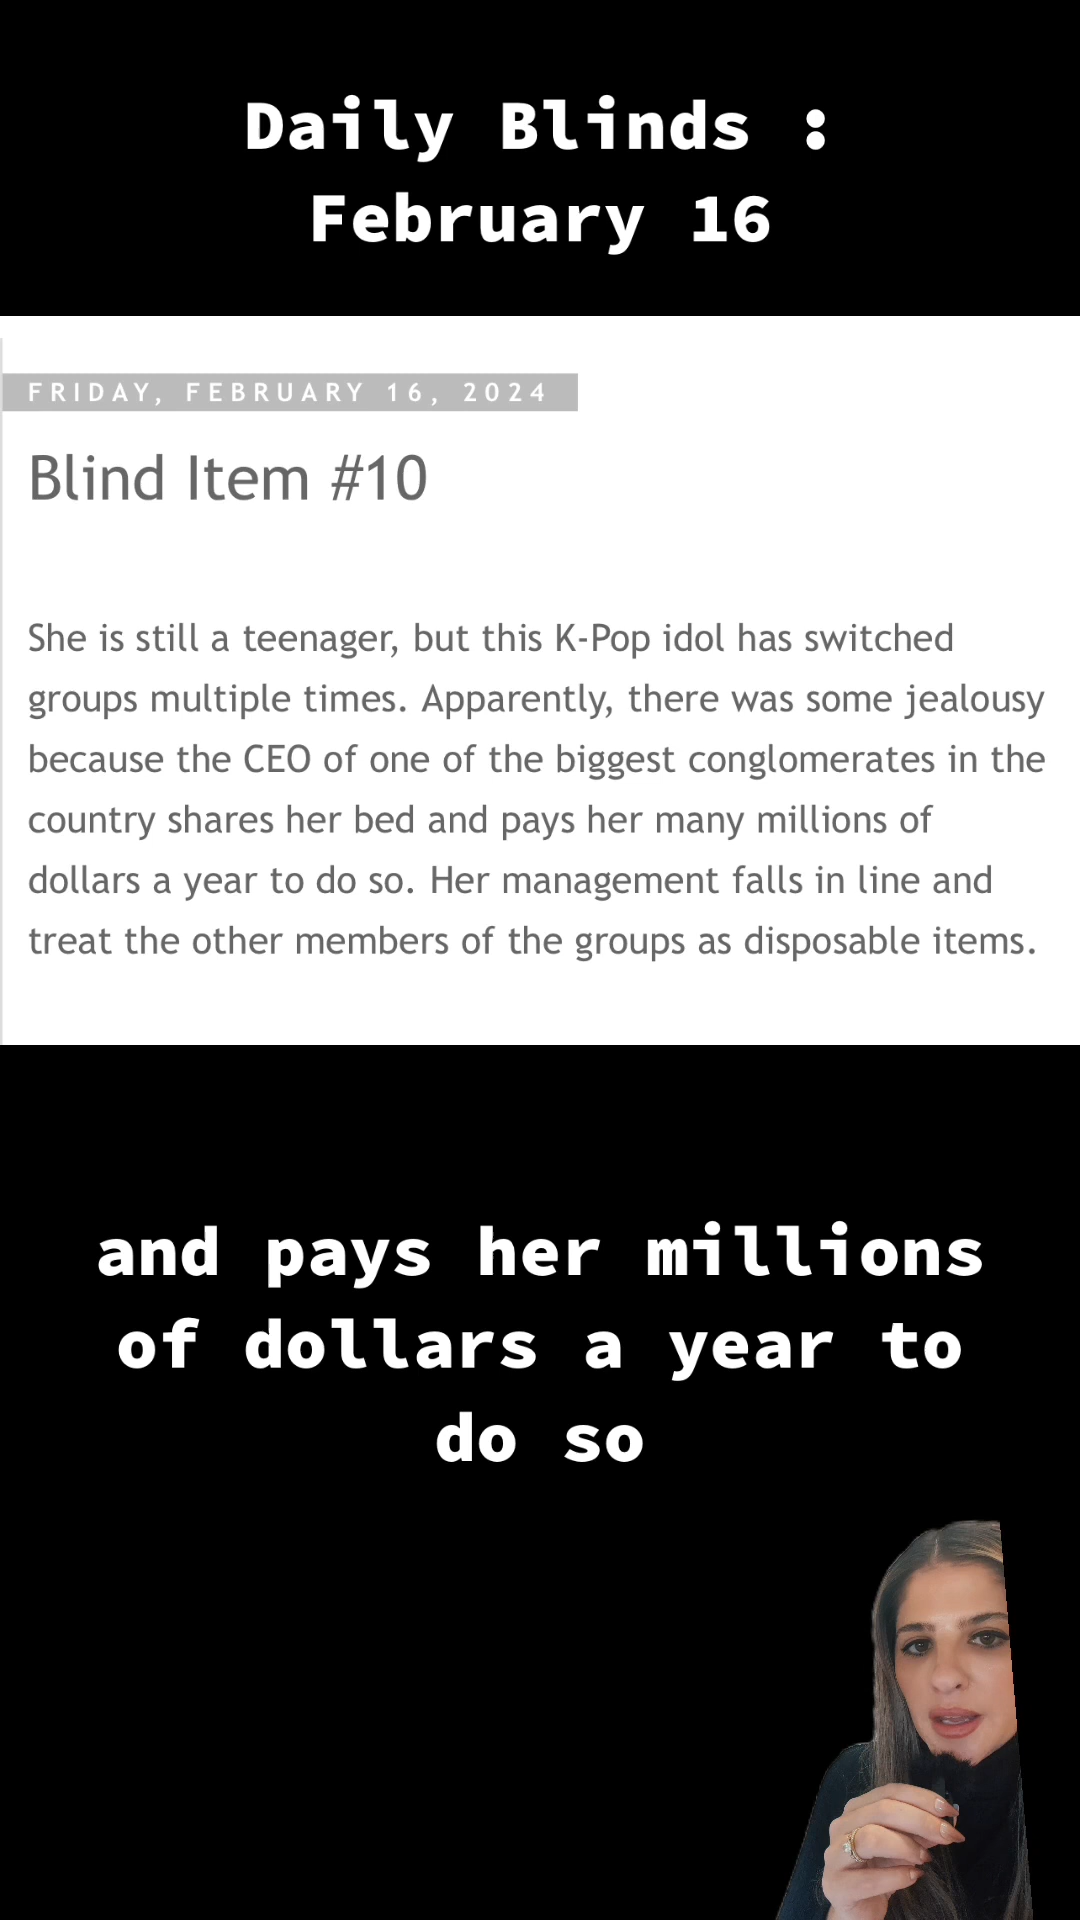 Daily Blinds :
February 16
FRIDAY, FEBRUARY 16, 2024
Blind Item #10
She is still a teenager, but this K-Pop idol has switched
groups multiple times. Apparently, there was some jealousy
because the CEO of one of the biggest conglomerates in the
country shares her bed and pays her many millions of
dollars a year to do so. Her management falls in line and
treat the other members of the groups as disposable items.
and pays her millions
of dollars a year to
do so